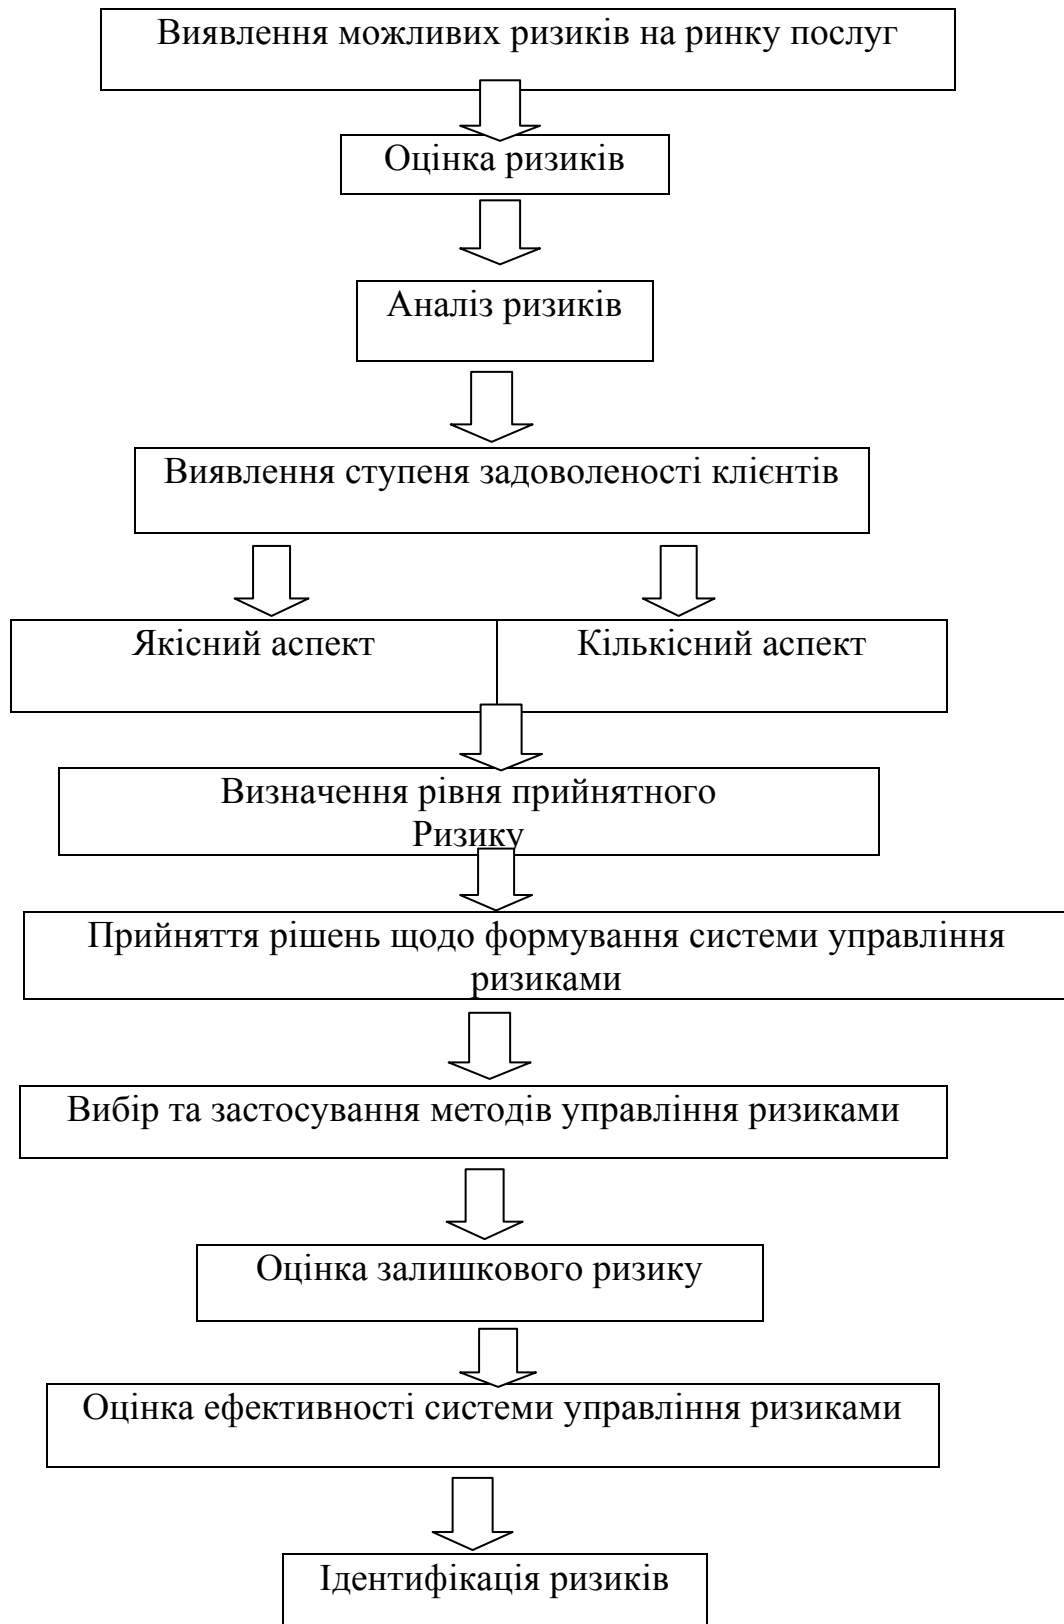 Виявлення можливих ризиків на ринку послуг
Оцінка ризиків
Аналіз ризиків
Виявлення ступеня задоволеності клієнтів
Якісний аспект
Кількісний аспект
Визначення рівня прийнятного
Ризику
Прийняття рішень щодо формування системи управління
ризиками
Вибір та застосування методів управління ризиками
Оцінка залишкового ризику
Оцінка ефективності системи управління ризиками
Ідентифікація ризиків